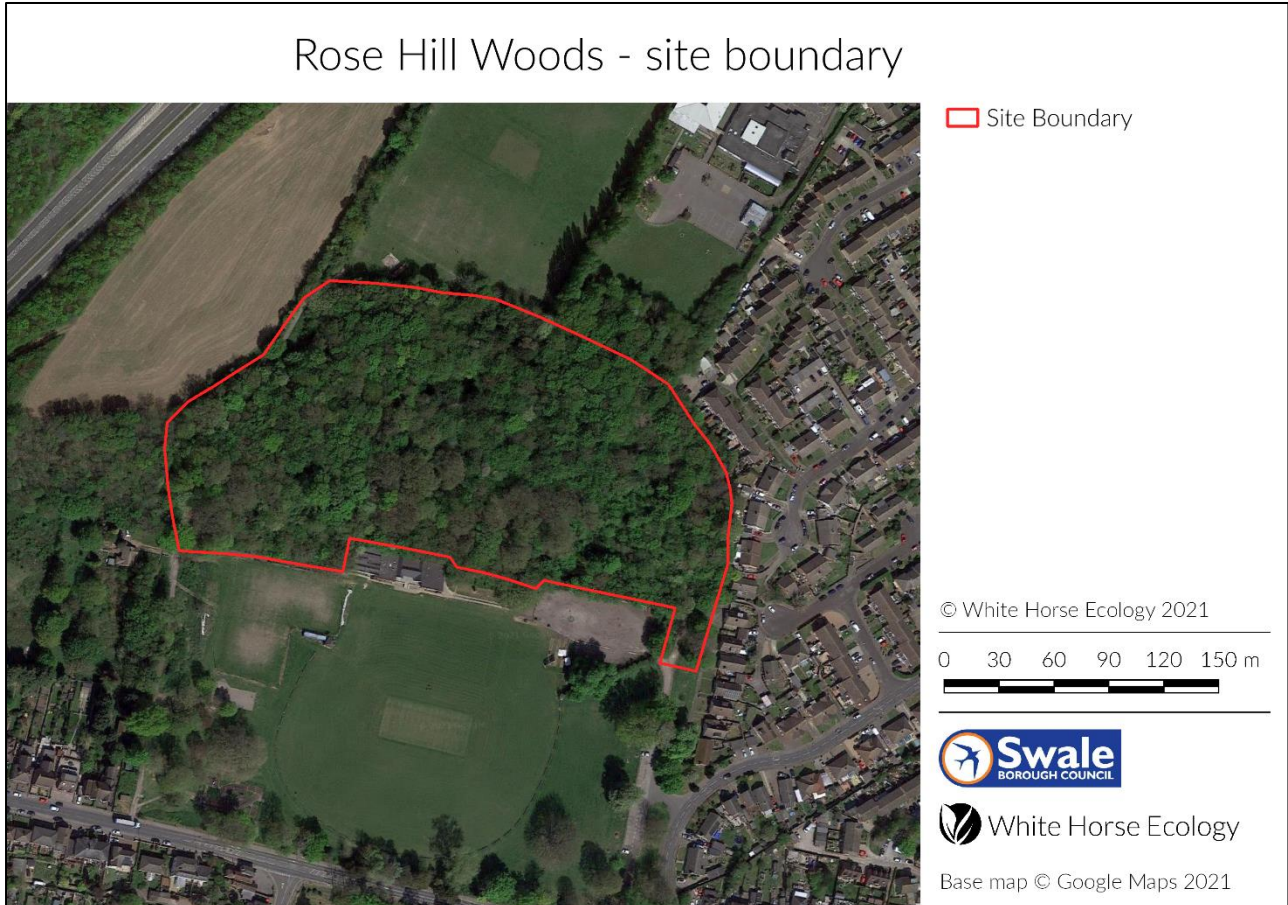 Rose Hill Woods - site boundary
Site Boundary
© White Horse Ecology 2021
0 30 60 90 120 150 m
Swale
BOROUGH COUNCIL
White Horse Ecology
Base map © Google Maps 2021